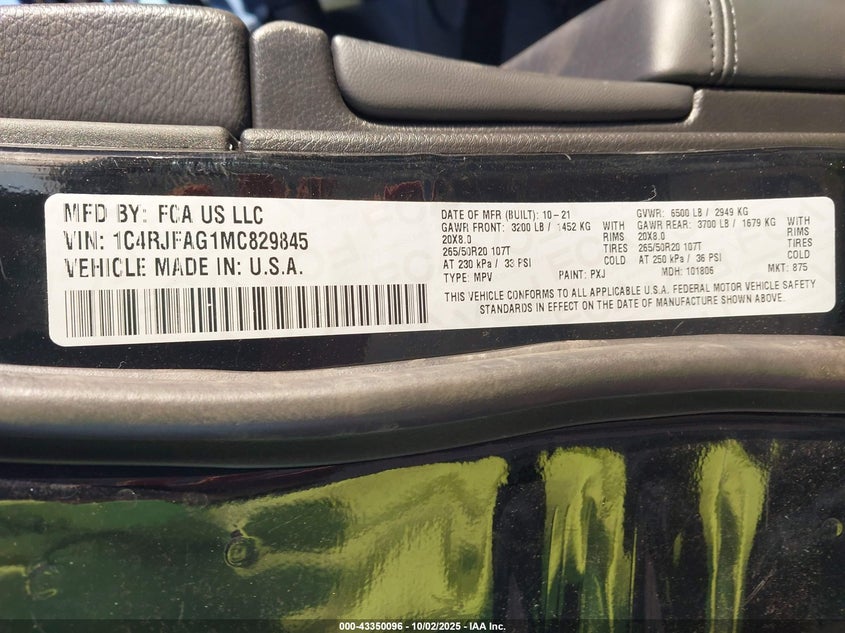 MFD BY: FCA US LLC
VIN: 1C4RJFAG1MC829845
VEHICLE MADE IN: U.S.A.
DATE OF MFR (BUILT): 10-21 GVWR: 6500 LB / 2949 KG
GAWR FRONT: 3200 LB / 1452 KG GAWR REAR: 3700 LB / 1679 KG
20X8.0 RIMS 20X8.0 RIMS
265/50R20 107T TIRES 265/50R20 107T TIRES
AT 230 kPa / 33 PSI COLD AT 250 kPa / 36 PSI COLD
TYPE: MPV PAINT: PXJ MDH: 101806 MKT: 875
THIS VEHICLE CONFORMS TO ALL APPLICABLE U.S.A. FEDERAL MOTOR VEHICLE SAFETY
STANDARDS IN EFFECT ON THE DATE OF MANUFACTURE SHOWN ABOVE.
000-43350096 - 10/02/2025 - IAA Inc.